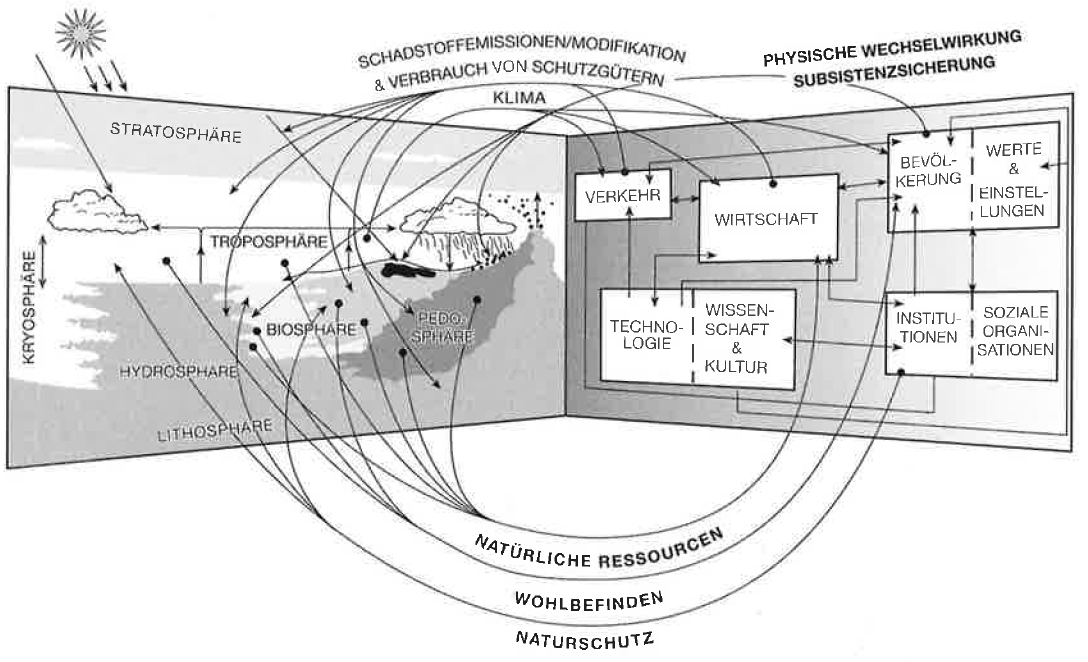 SCHADSTOFFEMISSIONEN/MODIFIKATION
& VERBRAUCH VON SCHUTZGÜTERN
KLIMA
PHYSISCHE WECHSELWIRKUNG
SUBSISTENZSICHERUNG
STRATOSPHÄRE
TROPOSPHÄRE
KRYOSPHÄRE
BIOSPHÄRE
PEDO-
SPHÄRE
HYDROSPHÄRE
LITHOSPHÄRE
VERKEHR
WIRTSCHAFT
BEVÖL-
KERUNG
WERTE
&
EINSTEL-
LUNGEN
TECHNO-
LOGIE
WISSEN-
SCHAFT
&
KULTUR
INSTITU-
TIONEN
SOZIALE
ORGANI-
SATIONEN
NATÜRLICHE RESSOURCEN
WOHLBEFINDEN
NATURSCHUTZ